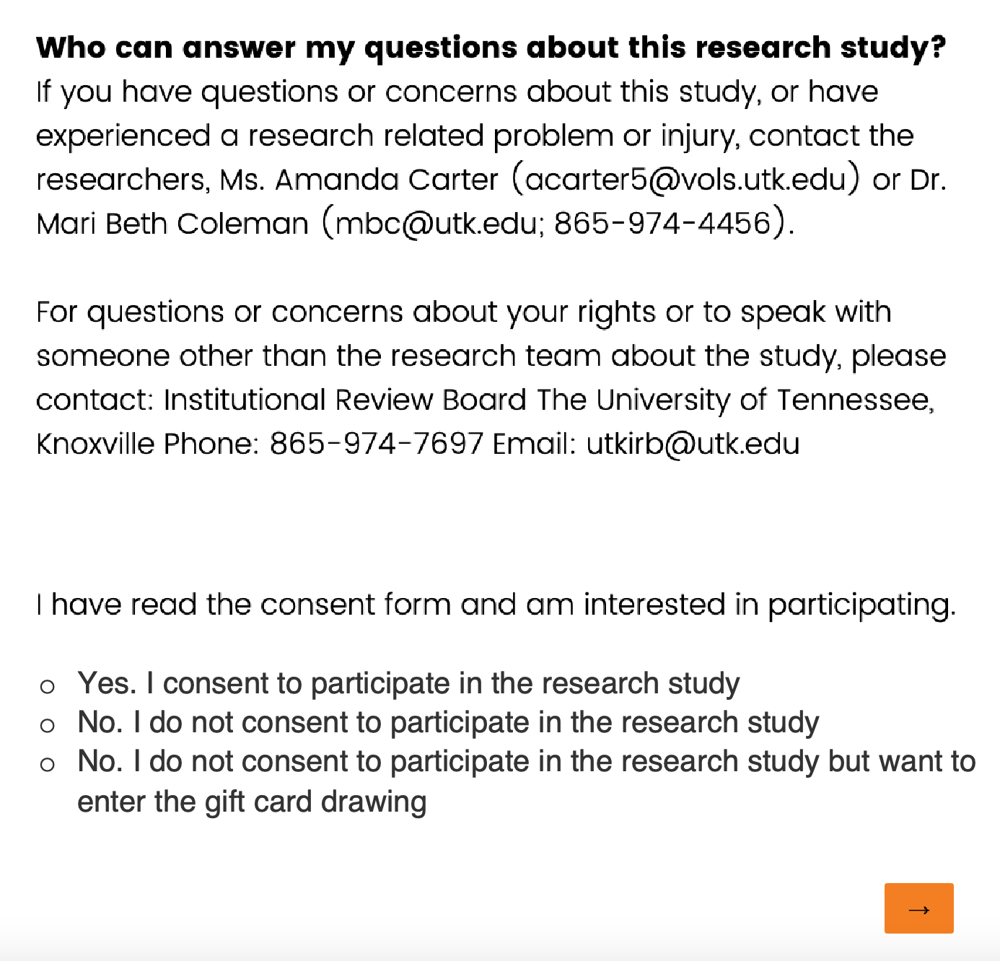 Who can answer my questions about this research study?
If you have questions or concerns about this study, or have
experienced a research related problem or injury, contact the
researchers, Ms. Amanda Carter (acarter5@vols.utk.edu) or Dr.
Mari Beth Coleman (mbc@utk.edu; 865-974-4456).
For questions or concerns about your rights or to speak with
someone other than the research team about the study, please
contact: Institutional Review Board The University of Tennessee,
Knoxville Phone: 865-974-7697 Email: utkirb@utk.edu
I have read the consent form and am interested in participating.
Yes. I consent to participate in the research study
No. I do not consent to participate in the research study
No. I do not consent to participate in the research study but want to
enter the gift card drawing
→